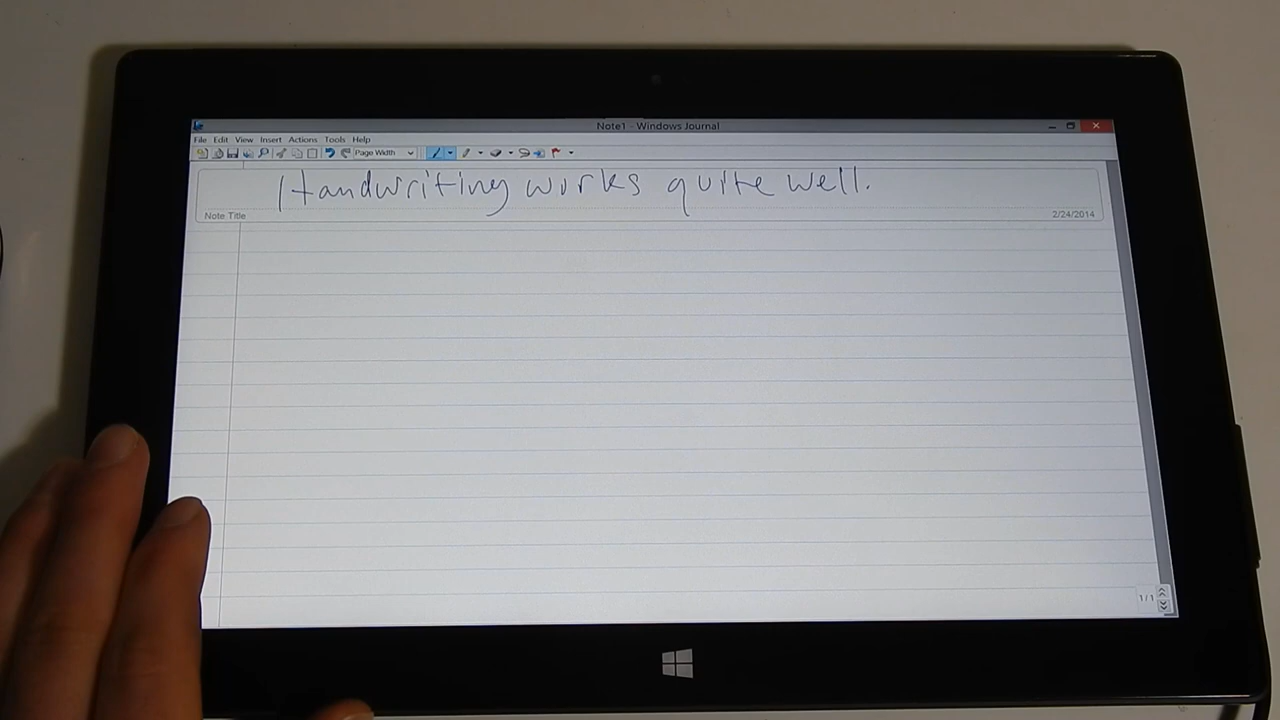 Note1 - Windows Journal
File Edit View Insert Actions Tools Help
Page Width
Handwriting works quite well.
Note Title
2/24/2014
1/1